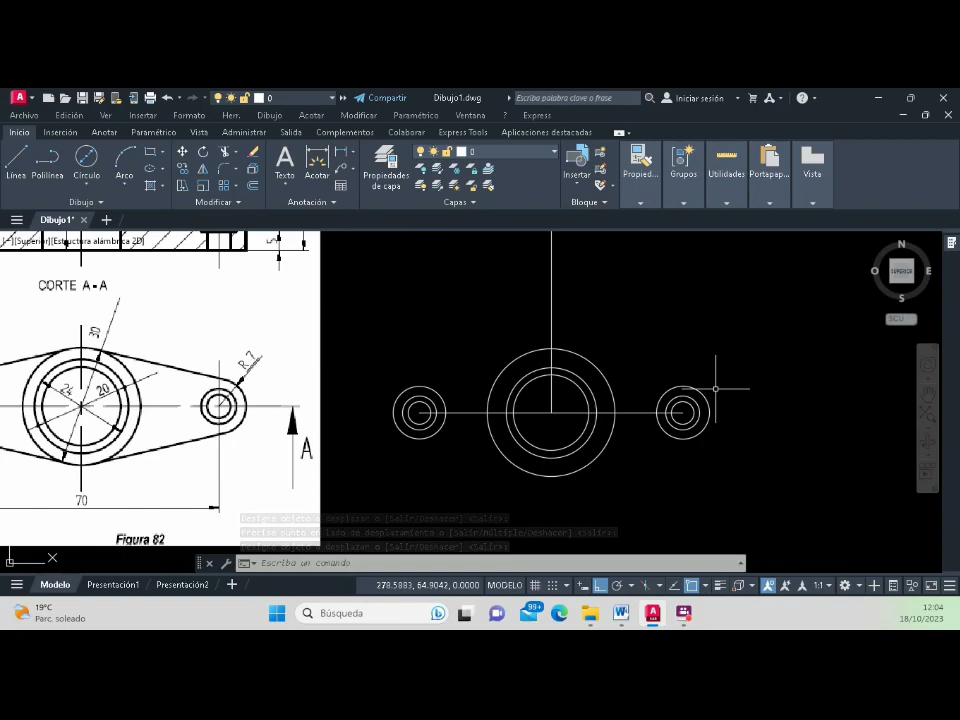 Compartir Dibujo1.dwg Escriba palabra clave o frase Iniciar sesión
0
Archivo Edición Ver Insertar Formato Herr. Dibujo Acotar Modificar Paramétrico Ventana ? Express
Inicio Inserción Anotar Paramétrico Vista Administrar Salida Complementos Colaborar Express Tools Aplicaciones destacadas
0
Línea Polilínea Círculo Arco Texto Acotar Propiedades de capa Insertar Propied... Grupos Utilidades Portapap... Vista
Dibujo Modificar Anotación Capas Bloque
Dibujo1*
[-][Superior][Estructura alámbrica 2D]
5
N
O SUPERIOR E
S
SCU
CORTE A-A
30
R 7
24 20
A
70
Figura 82
Designe objeto a desplazar o [Salir/Deshacer] <Salir>:
Precise punto en lado de desplazamiento o [Salir/Múltiple/Deshacer] <salir>:
Designe objeto a desplazar o [Salir/Deshacer] <Salir>:
Escriba un comando
Modelo Presentación1 Presentación2
278.5883, 64.9042, 0.0000 MODELO 1:1
19°C
Parc. soleado
Búsqueda
99+
12:04
18/10/2023